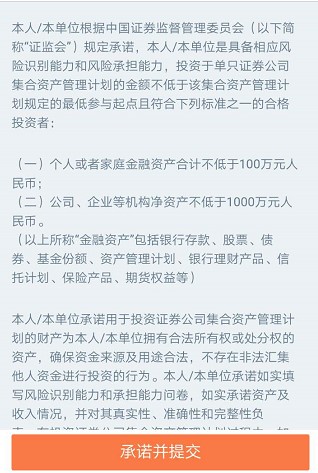 本人/本单位根据中国证券监督管理委员会（以下简
称“证监会”）规定承诺，本人/本单位是具备相应风
险识别能力和风险承担能力，投资于单只证券公司
集合资产管理计划的金额不低于该集合资产管理计
划规定的最低参与起点且符合下列标准之一的合格
投资者：
（一）个人或者家庭金融资产合计不低于100万元人
民币；
（二）公司、企业等机构净资产不低于1000万元人民
币。
（以上所称“金融资产”包括银行存款、股票、债
券、基金份额、资产管理计划、银行理财产品、信
托计划、保险产品、期货权益等）
本人/本单位承诺用于投资证券公司集合资产管理计
划的财产为本人/本单位拥有合法所有权或处分权的
资产，确保资金来源及用途合法，不存在非法汇集
他人资金进行投资的行为。本人/本单位承诺如实填
写风险识别能力和承担能力问卷，如实承诺资产及
收入情况，并对其真实性、准确性和完整性负
承诺并提交